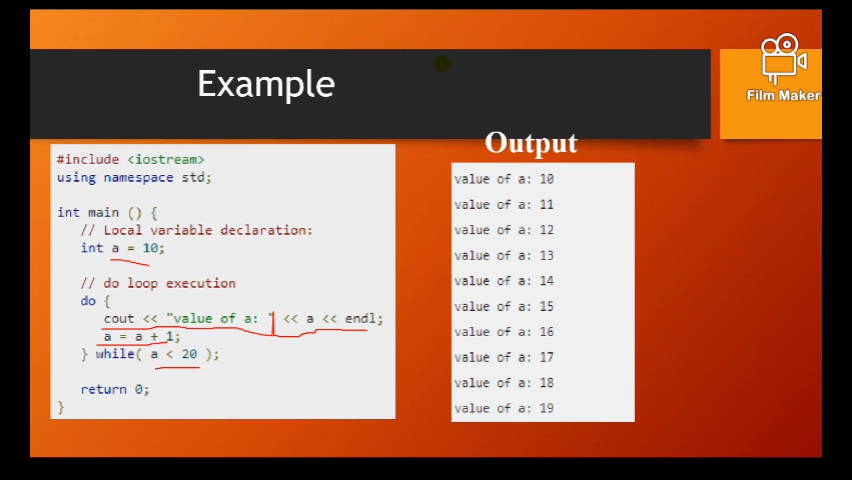 Example
Film Maker
#include <iostream>
using namespace std;
int main () {
// Local variable declaration:
int a = 10;
// do loop execution
do {
cout << "value of a: " << a << endl;
a = a + 1;
} while( a < 20 );
return 0;
}
Output
value of a: 10
value of a: 11
value of a: 12
value of a: 13
value of a: 14
value of a: 15
value of a: 16
value of a: 17
value of a: 18
value of a: 19